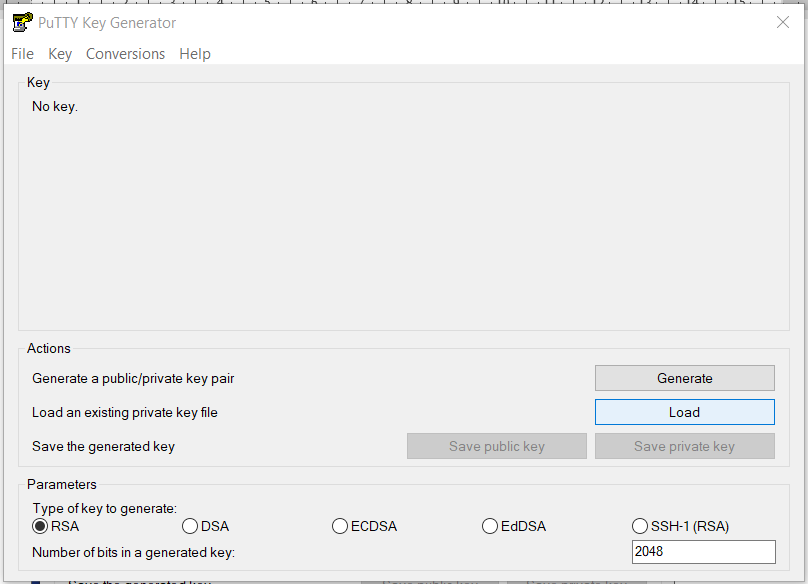 PuTTY Key Generator
File Key Conversions Help
Key
No key.
Actions
Generate a public/private key pair Generate
Load an existing private key file Load
Save the generated key Save public key Save private key
Parameters
Type of key to generate:
RSA DSA ECDSA EdDSA SSH-1 (RSA)
Number of bits in a generated key: 2048